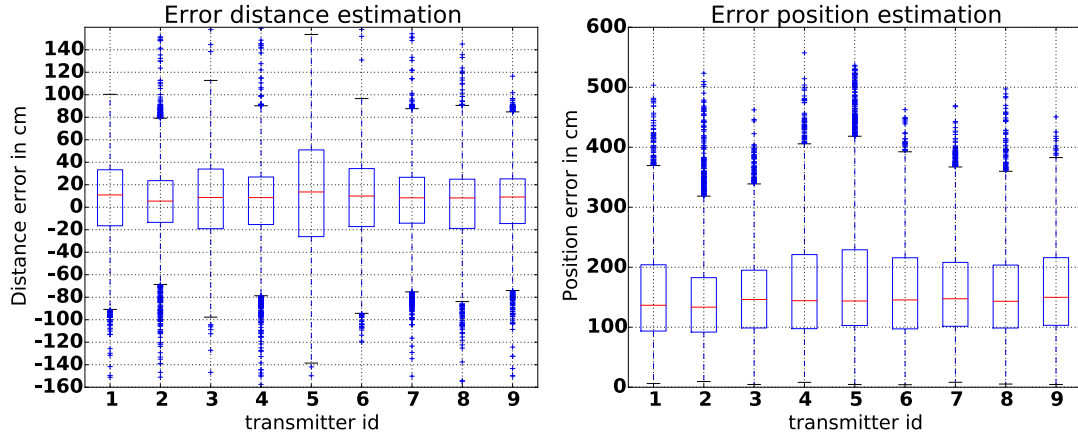 Error distance estimation
Distance error in cm
140
120
100
80
60
40
20
0
-20
-40
-60
-80
-100
-120
-140
-160
1 2 3 4 5 6 7 8 9
transmitter id
Error position estimation
Position error in cm
600
500
400
300
200
100
0
1 2 3 4 5 6 7 8 9
transmitter id